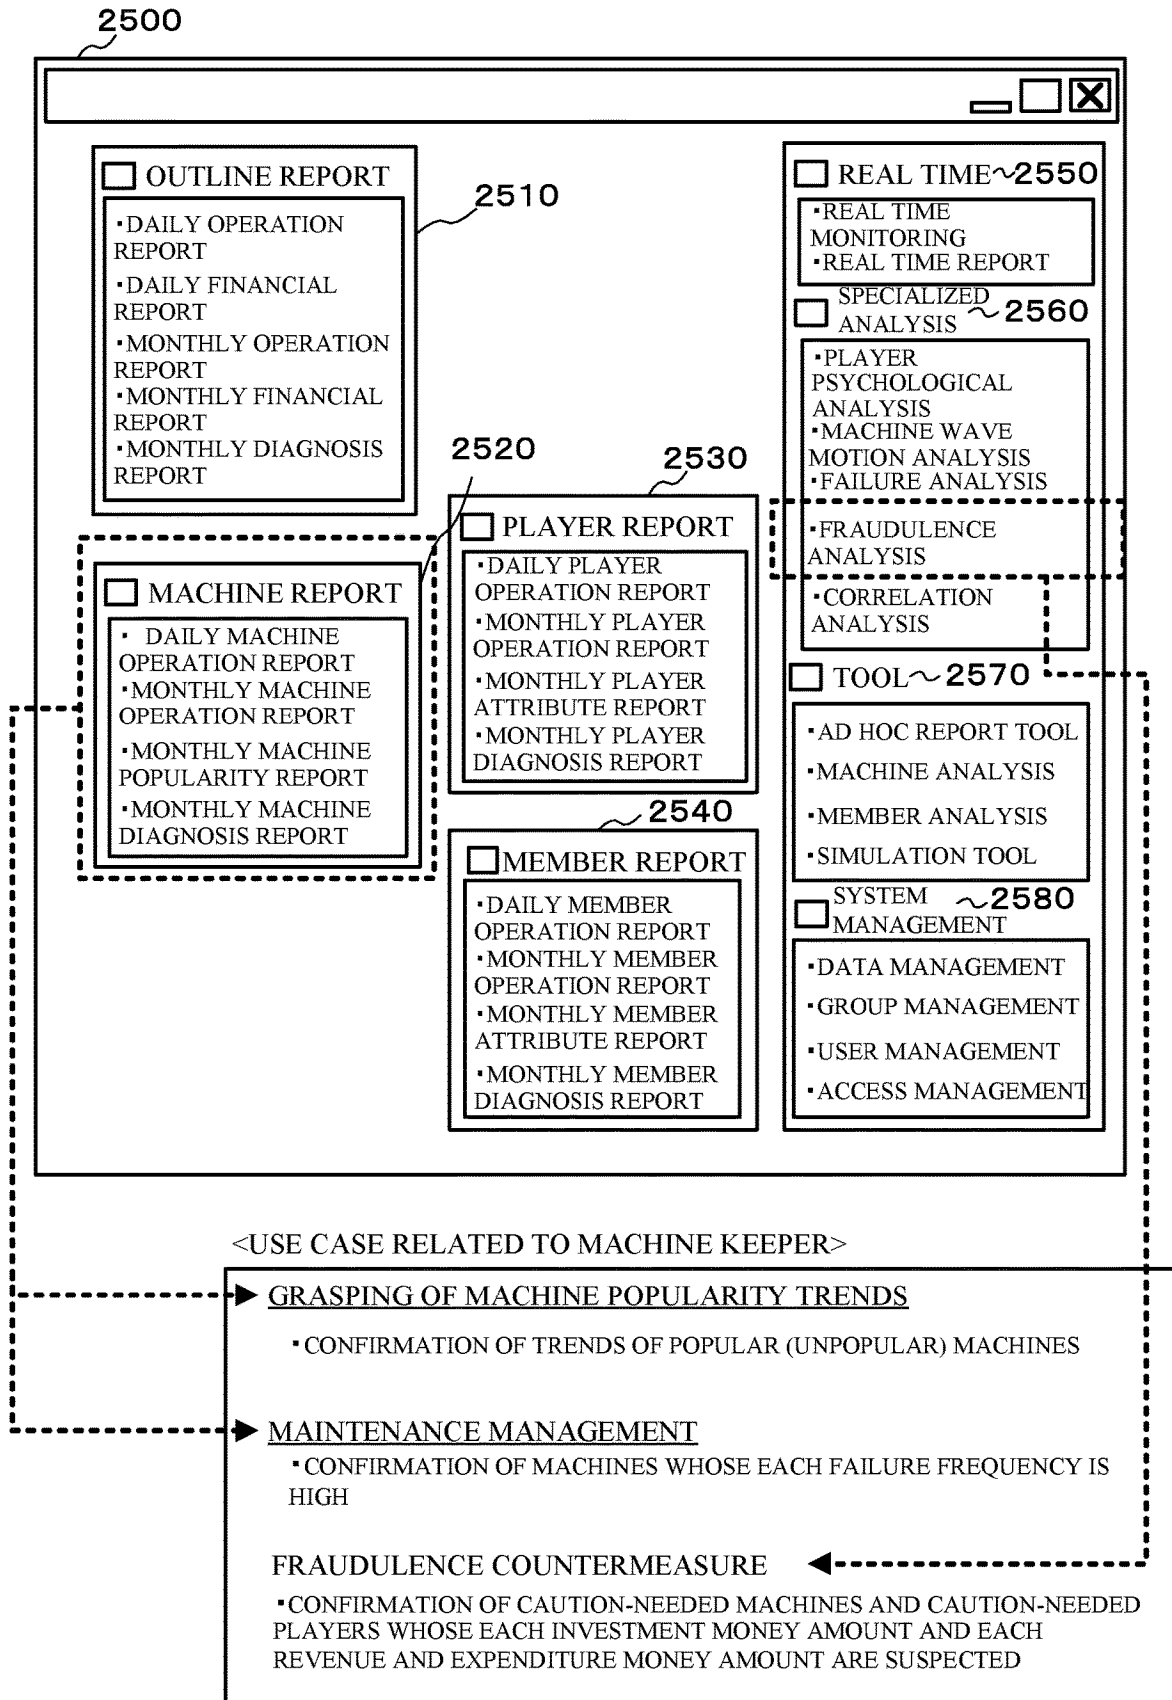 2500
OUTLINE REPORT
2510
·DAILY OPERATION
REPORT
·DAILY FINANCIAL
REPORT
·MONTHLY OPERATION
REPORT
·MONTHLY FINANCIAL
REPORT
·MONTHLY DIAGNOSIS
REPORT
2520
MACHINE REPORT
· DAILY MACHINE
OPERATION REPORT
·MONTHLY MACHINE
OPERATION REPORT
·MONTHLY MACHINE
POPULARITY REPORT
·MONTHLY MACHINE
DIAGNOSIS REPORT
2530
PLAYER REPORT
·DAILY PLAYER
OPERATION REPORT
·MONTHLY PLAYER
OPERATION REPORT
·MONTHLY PLAYER
ATTRIBUTE REPORT
·MONTHLY PLAYER
DIAGNOSIS REPORT
2540
MEMBER REPORT
·DAILY MEMBER
OPERATION REPORT
·MONTHLY MEMBER
OPERATION REPORT
·MONTHLY MEMBER
ATTRIBUTE REPORT
·MONTHLY MEMBER
DIAGNOSIS REPORT
REAL TIME~2550
·REAL TIME
MONITORING
·REAL TIME REPORT
SPECIALIZED
ANALYSIS ~2560
·PLAYER
PSYCHOLOGICAL
ANALYSIS
·MACHINE WAVE
MOTION ANALYSIS
·FAILURE ANALYSIS
·FRAUDULENCE
ANALYSIS
·CORRELATION
ANALYSIS
TOOL~2570
·AD HOC REPORT TOOL
·MACHINE ANALYSIS
·MEMBER ANALYSIS
·SIMULATION TOOL
SYSTEM ~2580
MANAGEMENT
·DATA MANAGEMENT
·GROUP MANAGEMENT
·USER MANAGEMENT
·ACCESS MANAGEMENT
<USE CASE RELATED TO MACHINE KEEPER>
GRASPING OF MACHINE POPULARITY TRENDS
·CONFIRMATION OF TRENDS OF POPULAR (UNPOPULAR) MACHINES
MAINTENANCE MANAGEMENT
·CONFIRMATION OF MACHINES WHOSE EACH FAILURE FREQUENCY IS
HIGH
FRAUDULENCE COUNTERMEASURE
·CONFIRMATION OF CAUTION-NEEDED MACHINES AND CAUTION-NEEDED
PLAYERS WHOSE EACH INVESTMENT MONEY AMOUNT AND EACH
REVENUE AND EXPENDITURE MONEY AMOUNT ARE SUSPECTED